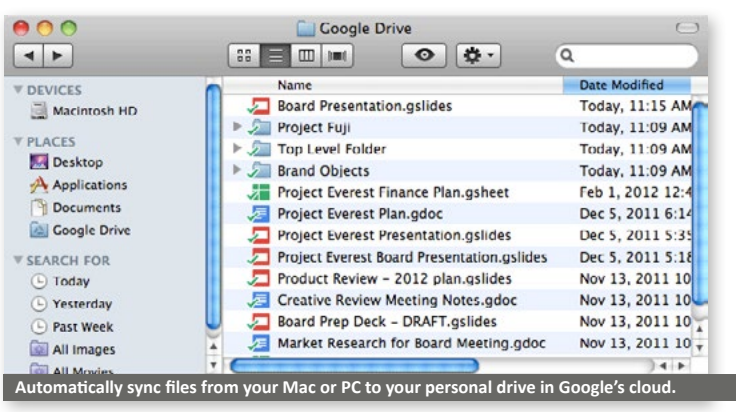 Google Drive
Name Date Modified
DEVICES
Macintosh HD
PLACES
Desktop
Applications
Documents
Google Drive
SEARCH FOR
Today
Yesterday
Past Week
All Images
All Movies
Board Presentation.gslides Today, 11:15 AM
Project Fuji Today, 11:09 AM
Top Level Folder Today, 11:09 AM
Brand Objects Today, 11:09 AM
Project Everest Finance Plan.gsheet Feb 1, 2012 12:4
Project Everest Plan.gdoc Dec 5, 2011 6:14
Project Everest Presentation.gslides Dec 5, 2011 5:35
Project Everest Board Presentation.gslides Dec 5, 2011 5:18
Product Review – 2012 plan.gslides Nov 13, 2011 10
Creative Review Meeting Notes.gdoc Nov 13, 2011 10
Board Prep Deck – DRAFT.gslides Nov 13, 2011 10
Market Research for Board Meeting.gdoc Nov 13, 2011 10
Automatically sync files from your Mac or PC to your personal drive in Google’s cloud.